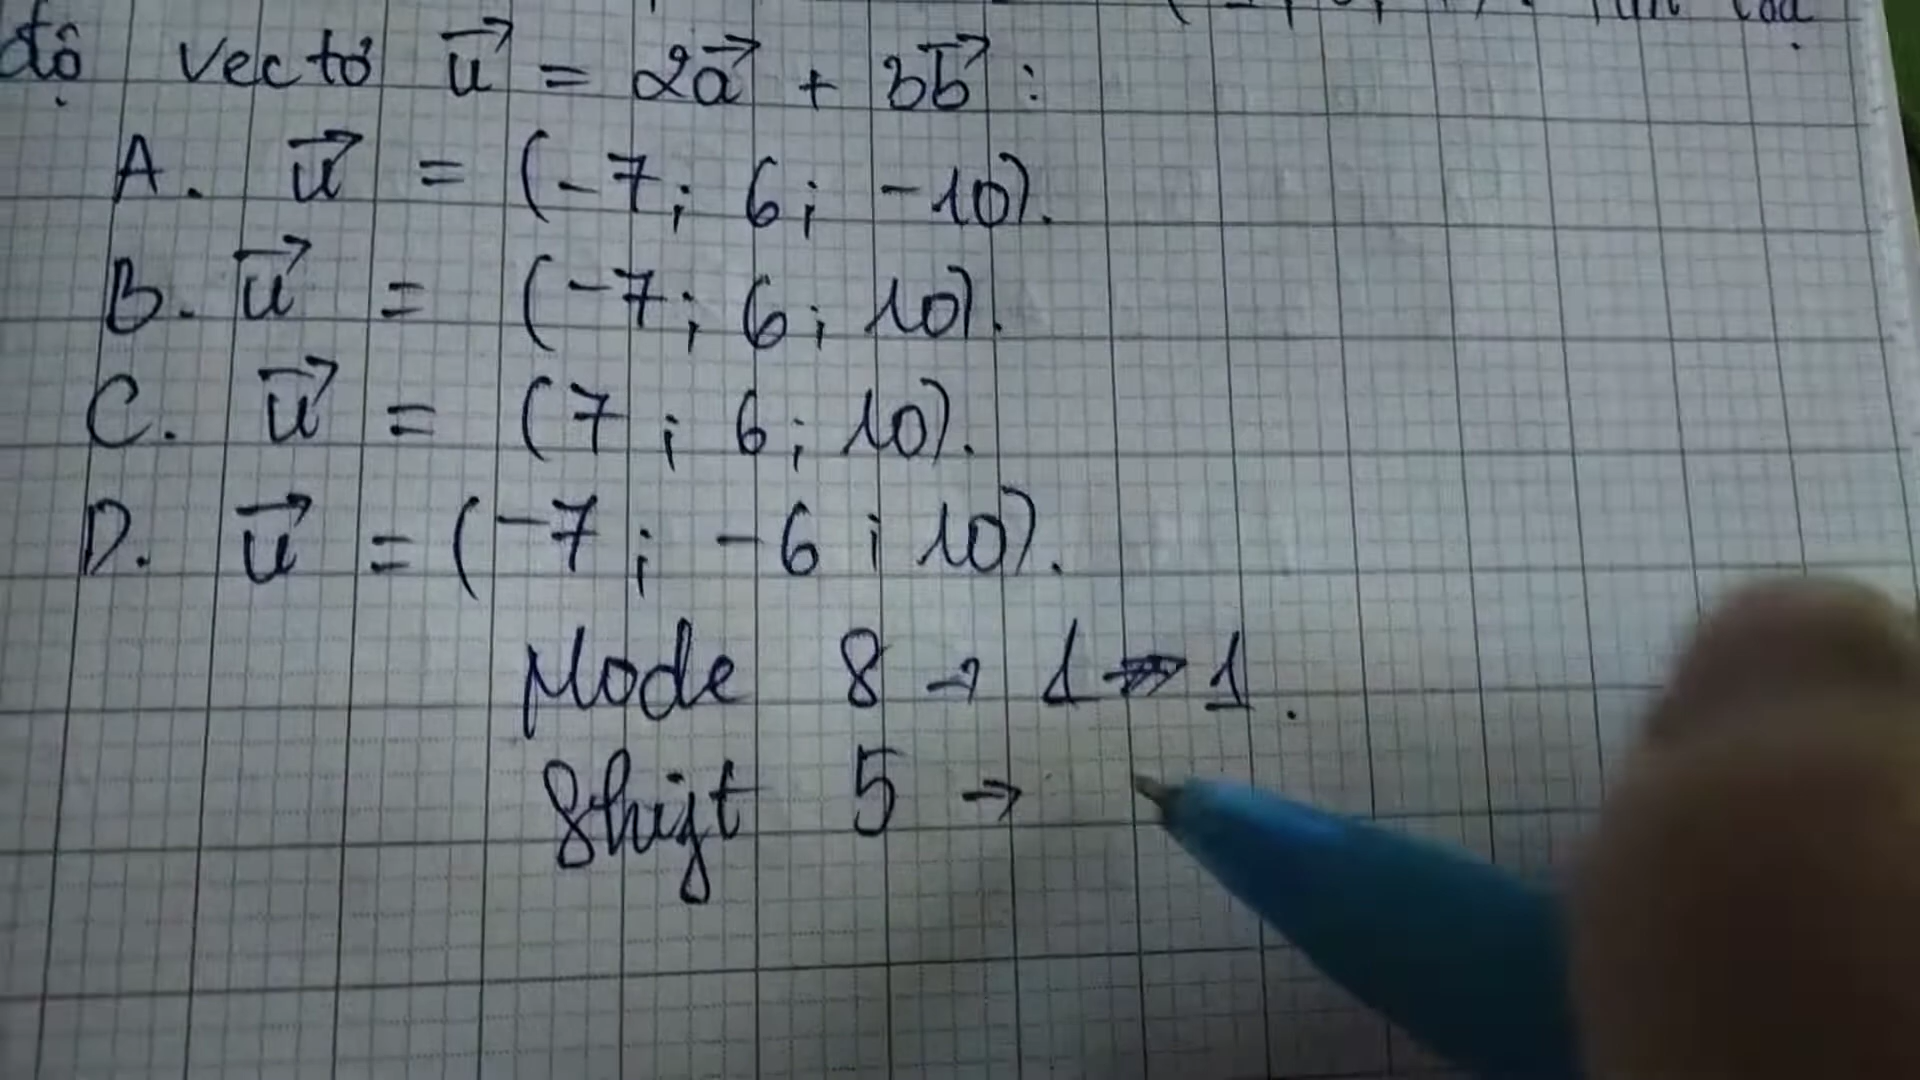 độ vectơ u⃗ = 2a⃗ + 3b⃗ :
A. u⃗ = (-7; 6; -10).
B. u⃗ = (-7; 6; 10).
C. u⃗ = (7; 6; 10).
D. u⃗ = (-7; -6; 10).
Mode 8 → 1 → 1.
Shift 5 →